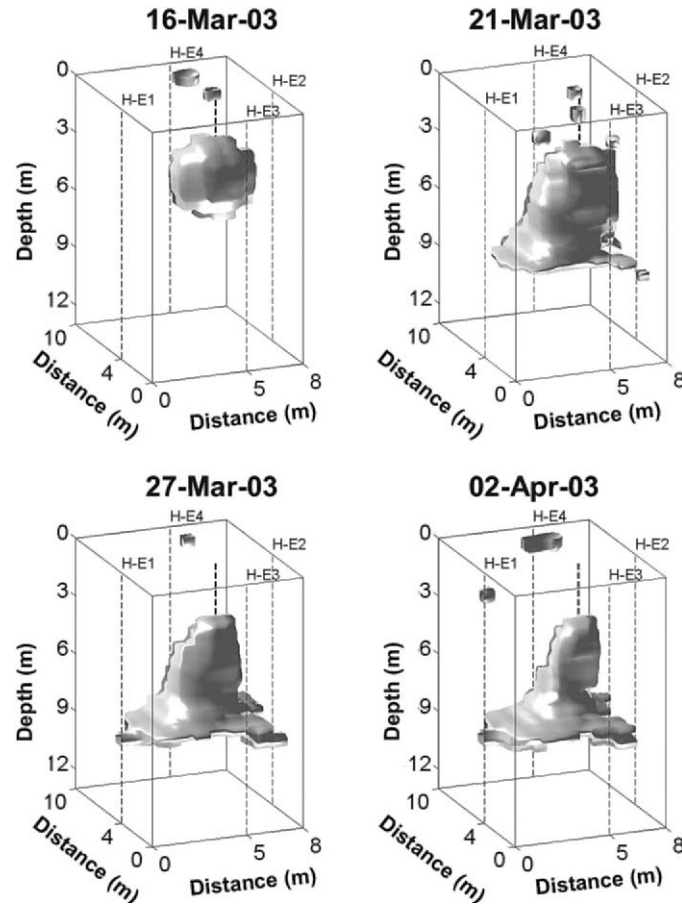 16-Mar-03
H-E4
H-E1
H-E2
H-E3
0
3
6
9
12
Depth (m)
10
4
0
Distance (m)
0
5
8
Distance (m)
21-Mar-03
H-E4
H-E1
H-E2
H-E3
0
3
6
9
12
Depth (m)
10
4
0
Distance (m)
0
5
8
Distance (m)
27-Mar-03
H-E4
H-E1
H-E2
H-E3
0
3
6
9
12
Depth (m)
10
4
0
Distance (m)
0
5
8
Distance (m)
02-Apr-03
H-E4
H-E1
H-E2
H-E3
0
3
6
9
12
Depth (m)
10
4
0
Distance (m)
0
5
8
Distance (m)